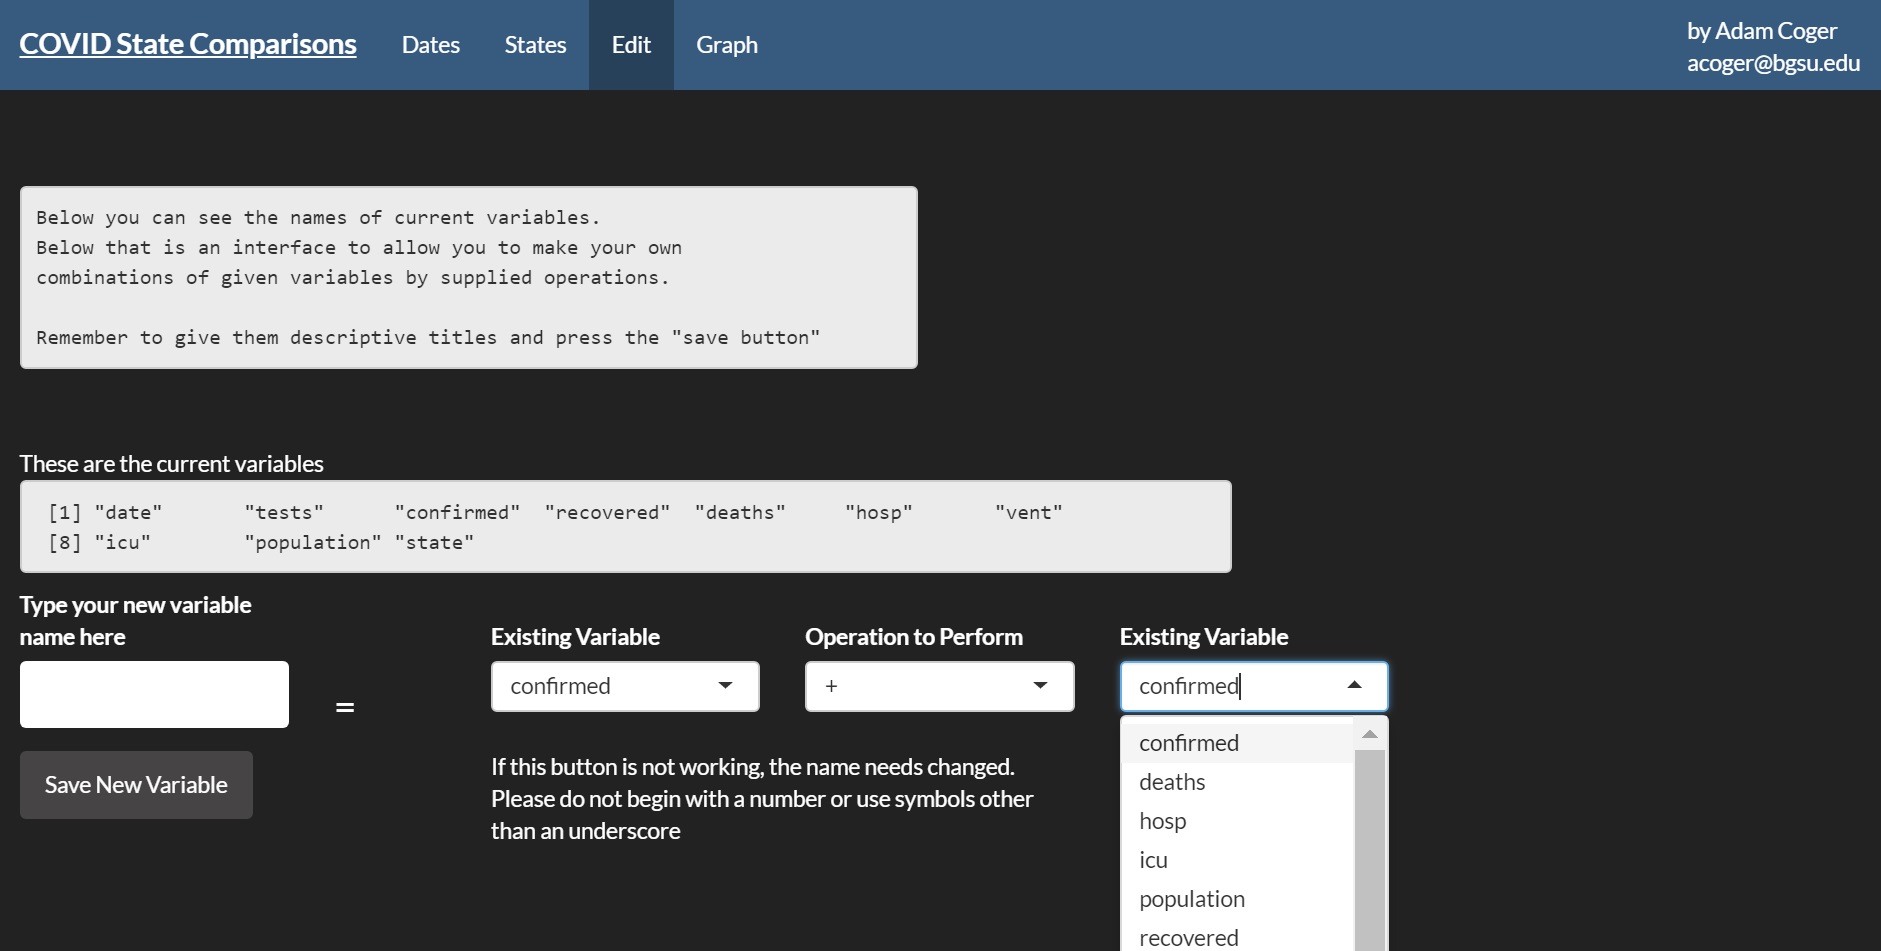 COVID State Comparisons Dates States Edit Graph
by Adam Coger
acoger@bgsu.edu
Below you can see the names of current variables.
Below that is an interface to allow you to make your own
combinations of given variables by supplied operations.
Remember to give them descriptive titles and press the "save button"
These are the current variables
[1] "date" "tests" "confirmed" "recovered" "deaths" "hosp" "vent"
[8] "icu" "population" "state"
Type your new variable
name here
=
Save New Variable
Existing Variable
confirmed
Operation to Perform
+
Existing Variable
confirmed
confirmed
deaths
hosp
icu
population
recovered
If this button is not working, the name needs changed.
Please do not begin with a number or use symbols other
than an underscore